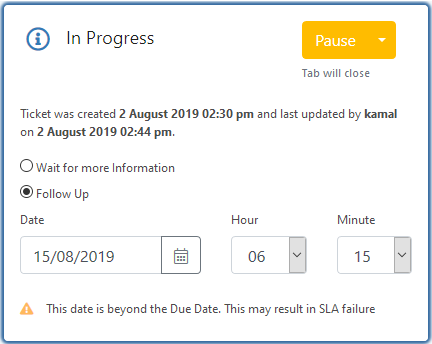 In Progress
Pause
Tab will close
Ticket was created 2 August 2019 02:30 pm and last updated by kamal
on 2 August 2019 02:44 pm.
Wait for more Information
Follow Up
Date Hour Minute
15/08/2019 06 15
This date is beyond the Due Date. This may result in SLA failure